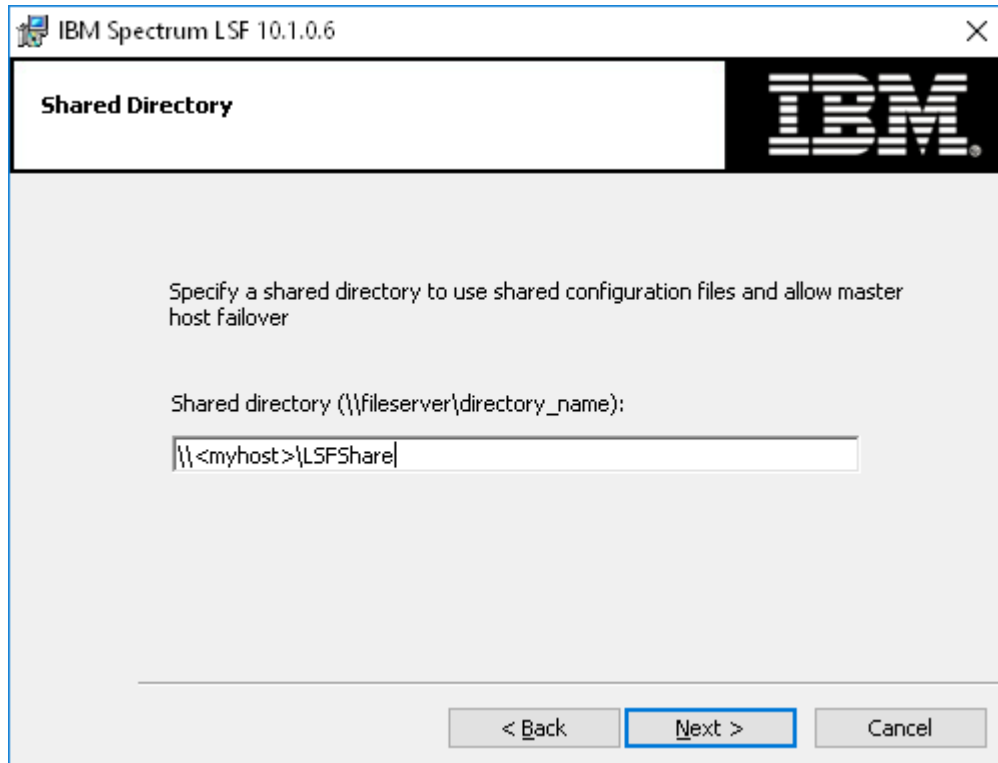 IBM Spectrum LSF 10.1.0.6
Shared Directory
IBM®
Specify a shared directory to use shared configuration files and allow master
host failover
Shared directory (\\fileserver\directory_name):
\\<myhost>\LSFShare
< Back
Next >
Cancel